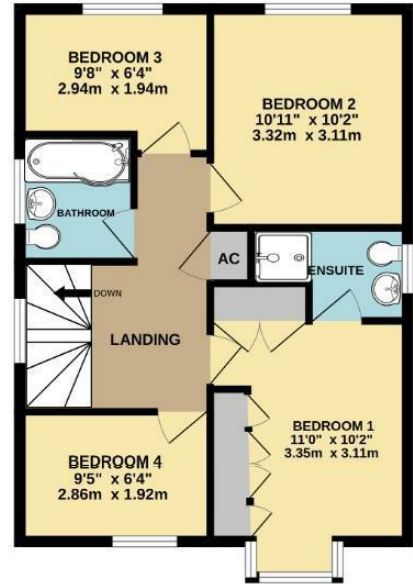 BEDROOM 3
9'8" x 6'4"
2.94m x 1.94m
BEDROOM 2
10'11" x 10'2"
3.32m x 3.11m
BATHROOM
AC
ENSUITE
DOWN
LANDING
BEDROOM 1
11'0" x 10'2"
3.35m x 3.11m
BEDROOM 4
9'5" x 6'4"
2.86m x 1.92m